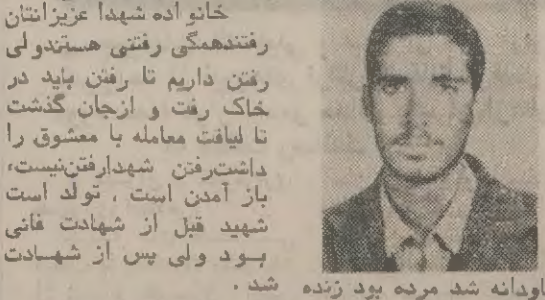 خانواده شهدا عزیزانتان
رفتندهمگی رفتنی هستندولی
رفتن داریم تا رفتن باید در
خاک رفت و ازجان گذشت
تا لیاقت معامله با معشوق را
داشت‌رفتن شهدارفتن‌نیست،
باز آمدن است ، تولد است
شهید قبل از شهادت فانی
بود ولی پس از شهادت
اودانه شد مرده بود زنده شد .